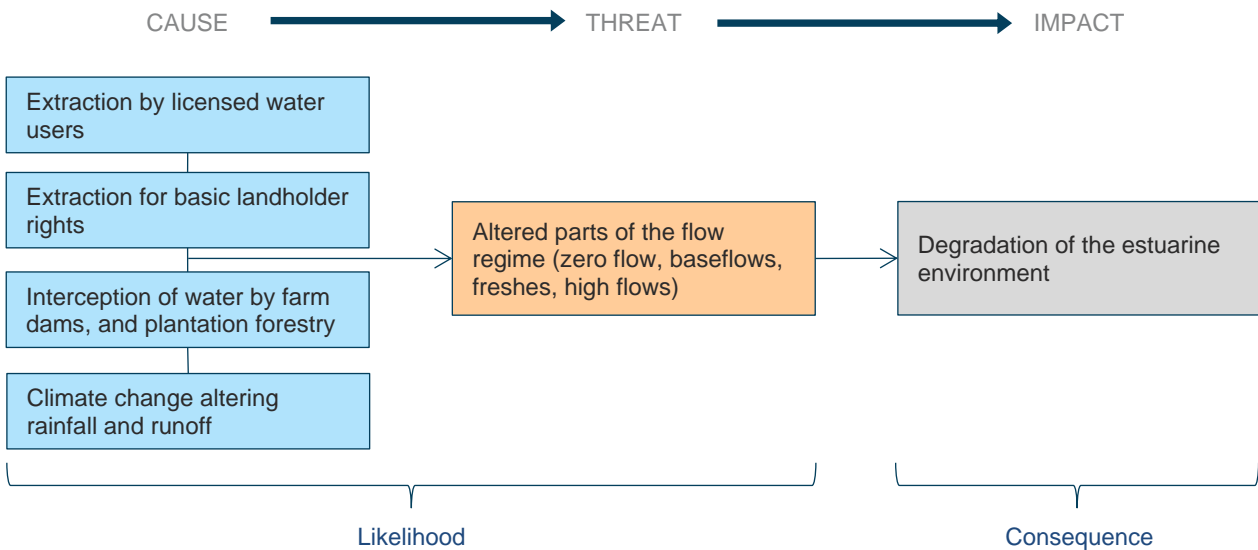 CAUSE
THREAT
IMPACT
Extraction by licensed water
users
Extraction for basic landholder
rights
Interception of water by farm
dams, and plantation forestry
Climate change altering
rainfall and runoff
Altered parts of the flow
regime (zero flow, baseflows,
freshes, high flows)
Degradation of the estuarine
environment
Likelihood
Consequence